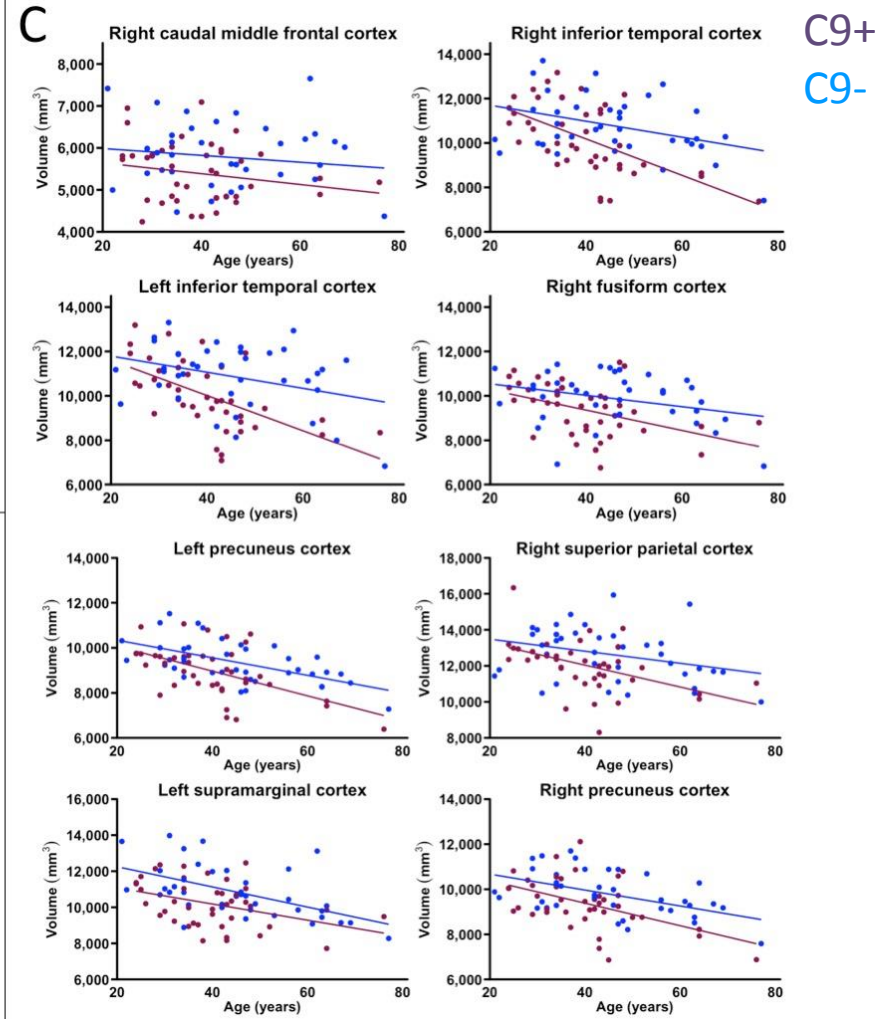 C
C9+
C9-
Right caudal middle frontal cortex
8,000
7,000
6,000
5,000
4,000
Volume (mm³)
20 40 60 80
Age (years)
Right inferior temporal cortex
14,000
12,000
10,000
8,000
6,000
Volume (mm³)
20 40 60 80
Age (years)
Left inferior temporal cortex
14,000
12,000
10,000
8,000
6,000
Volume (mm³)
20 40 60 80
Age (years)
Right fusiform cortex
14,000
12,000
10,000
8,000
6,000
Volume (mm³)
20 40 60 80
Age (years)
Left precuneus cortex
14,000
12,000
10,000
8,000
6,000
Volume (mm³)
20 40 60 80
Age (years)
Right superior parietal cortex
18,000
16,000
14,000
12,000
10,000
8,000
Volume (mm³)
20 40 60 80
Age (years)
Left supramarginal cortex
16,000
14,000
12,000
10,000
8,000
6,000
Volume (mm³)
20 40 60 80
Age (years)
Right precuneus cortex
14,000
12,000
10,000
8,000
6,000
Volume (mm³)
20 40 60 80
Age (years)